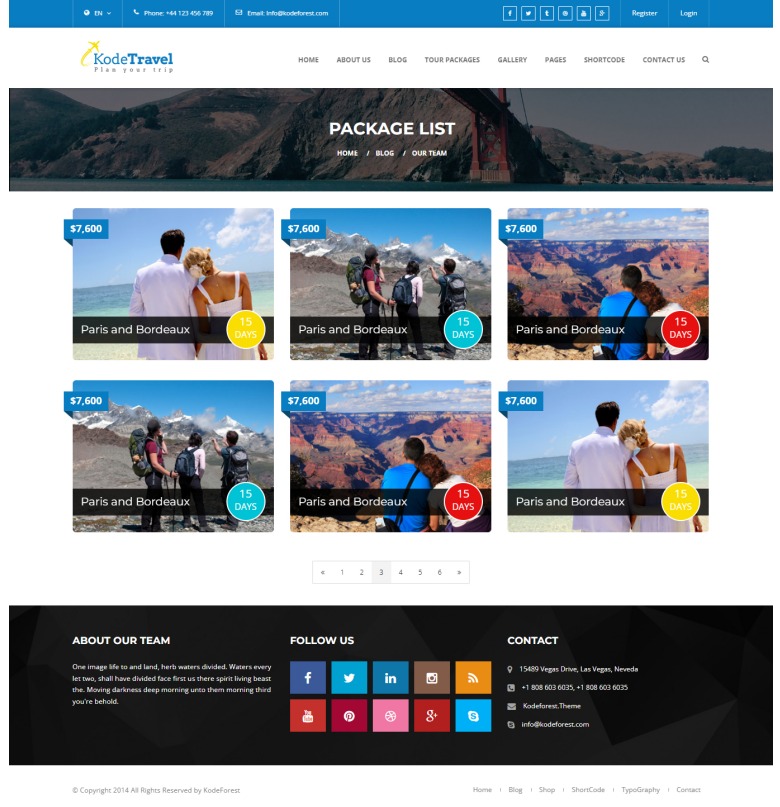 EN Phone: +44 123 456 789 Email: Info@kodeforest.com Register Login
KodeTravel
Plan your trip
HOME ABOUT US BLOG TOUR PACKAGES GALLERY PAGES SHORTCODE CONTACT US
PACKAGE LIST
HOME / BLOG / OUR TEAM
$7,600
Paris and Bordeaux
15
DAYS
$7,600
Paris and Bordeaux
15
DAYS
$7,600
Paris and Bordeaux
15
DAYS
$7,600
Paris and Bordeaux
15
DAYS
$7,600
Paris and Bordeaux
15
DAYS
$7,600
Paris and Bordeaux
15
DAYS
« 1 2 3 4 5 6 »
ABOUT OUR TEAM
One image life to and land, herb waters divided. Waters every
let two, shall have divided face first us there spirit living beast
the. Moving darkness deep morning unto them morning third
you're behold.
FOLLOW US
CONTACT
15489 Vegas Drive, Las Vegas, Neveda
+1 808 603 6035, +1 808 603 6035
Kodeforest.Theme
info@kodeforest.com
© Copyright 2014 All Rights Reserved by KodeForest
Home | Blog | Shop | ShortCode | TypoGraphy | Contact